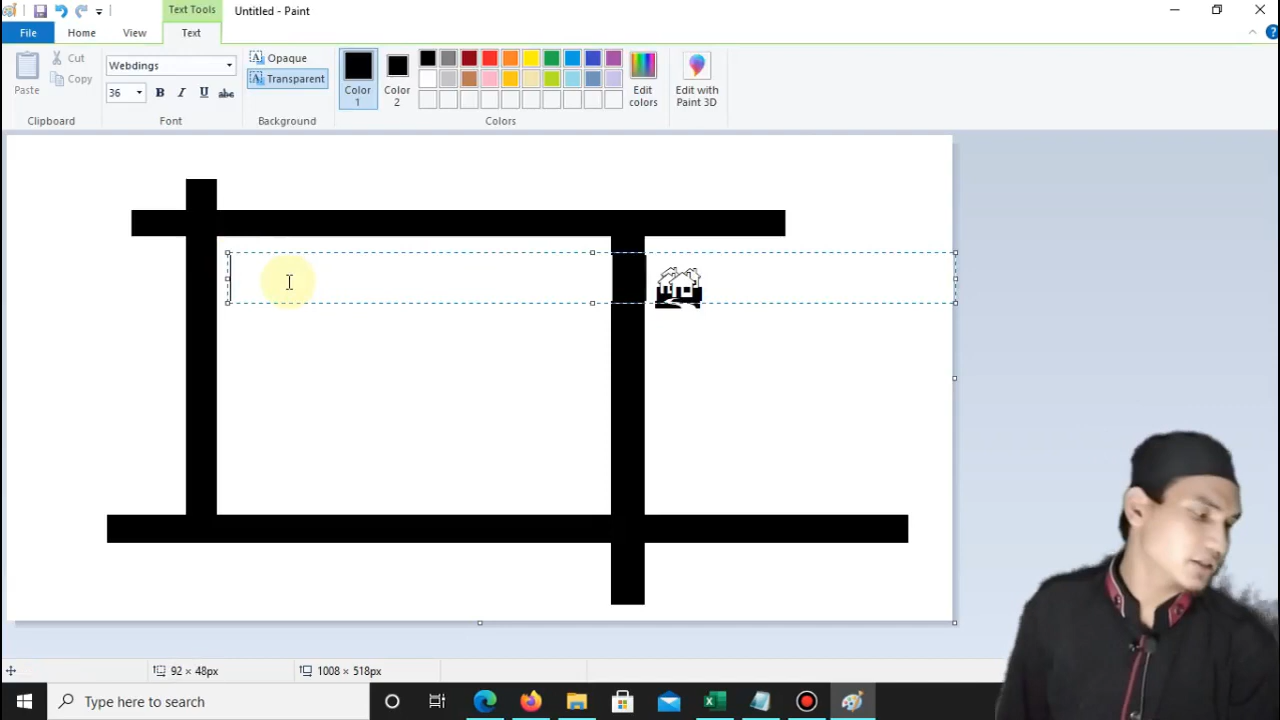 Text Tools
Untitled - Paint
File
Home
View
Text
Paste
Cut
Copy
Clipboard
Webdings
36
B I U abc
Font
Opaque
Transparent
Background
Color 1
Color 2
Edit colors
Colors
Edit with Paint 3D
92 × 48px
1008 × 518px
Type here to search